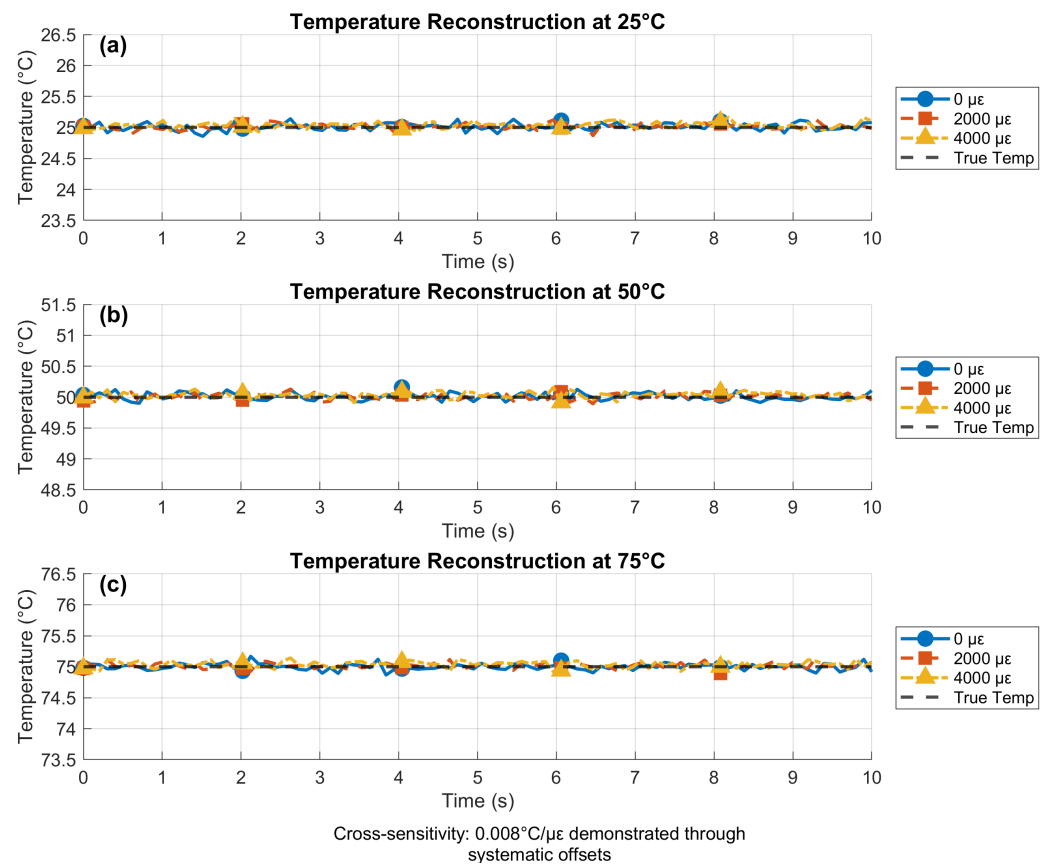 Temperature Reconstruction at 25°C
(a)
26.5
26
25.5
25
24.5
24
23.5
Temperature (°C)
0 1 2 3 4 5 6 7 8 9 10
Time (s)
0 με
2000 με
4000 με
True Temp
Temperature Reconstruction at 50°C
(b)
51.5
51
50.5
50
49.5
49
48.5
Temperature (°C)
0 1 2 3 4 5 6 7 8 9 10
Time (s)
0 με
2000 με
4000 με
True Temp
Temperature Reconstruction at 75°C
(c)
76.5
76
75.5
75
74.5
74
73.5
Temperature (°C)
0 1 2 3 4 5 6 7 8 9 10
Time (s)
0 με
2000 με
4000 με
True Temp
Cross-sensitivity: 0.008°C/με demonstrated through
systematic offsets